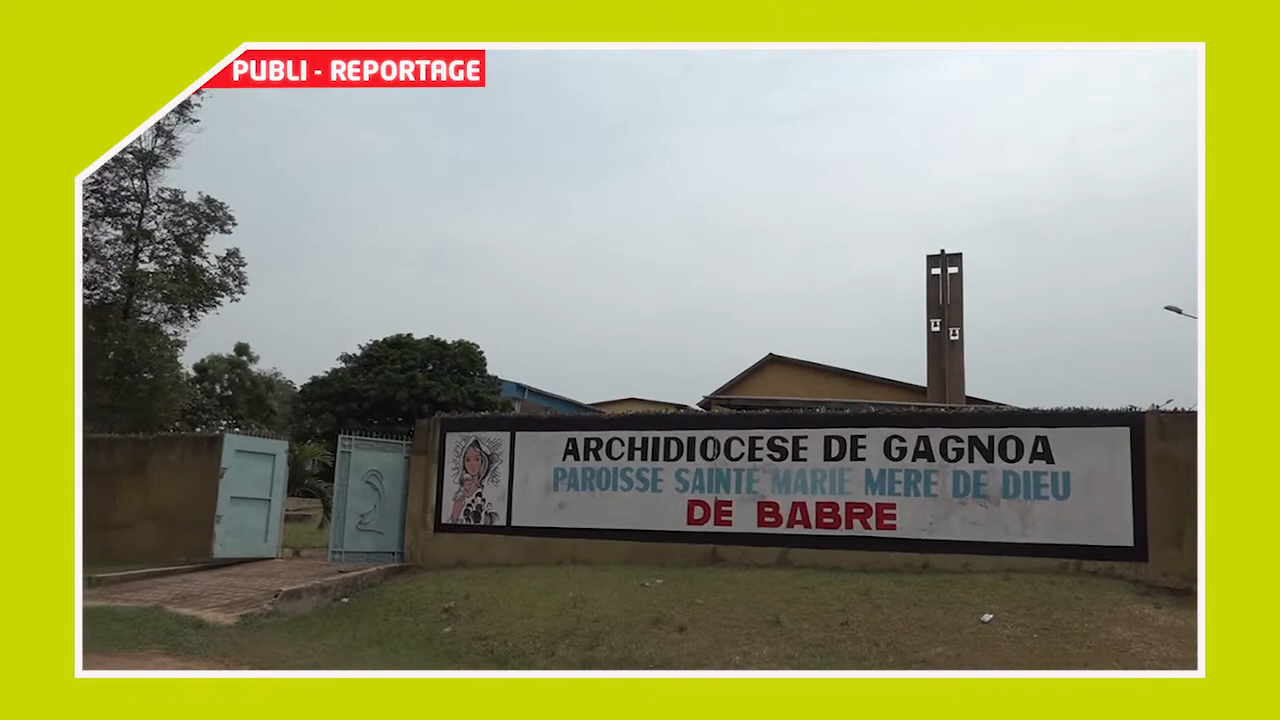 PUBLI - REPORTAGE
ARCHIDIOCESE DE GAGNOA
PAROISSE SAINTE MARIE MERE DE DIEU
DE BABRE